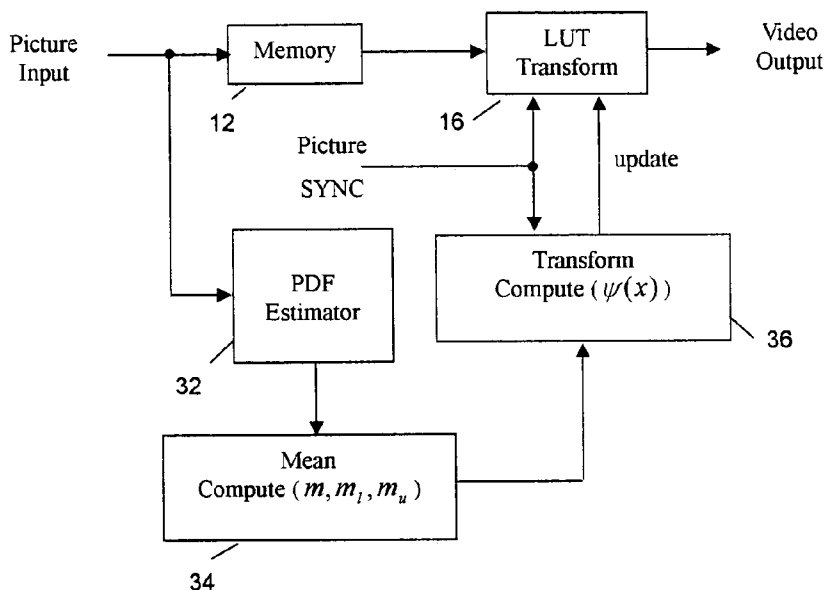 Picture
Input
Memory
12
LUT
Transform
16
Video
Output
Picture
SYNC
update
PDF
Estimator
32
Transform
Compute (ψ(x))
36
Mean
Compute (m, m_l, m_u)
34